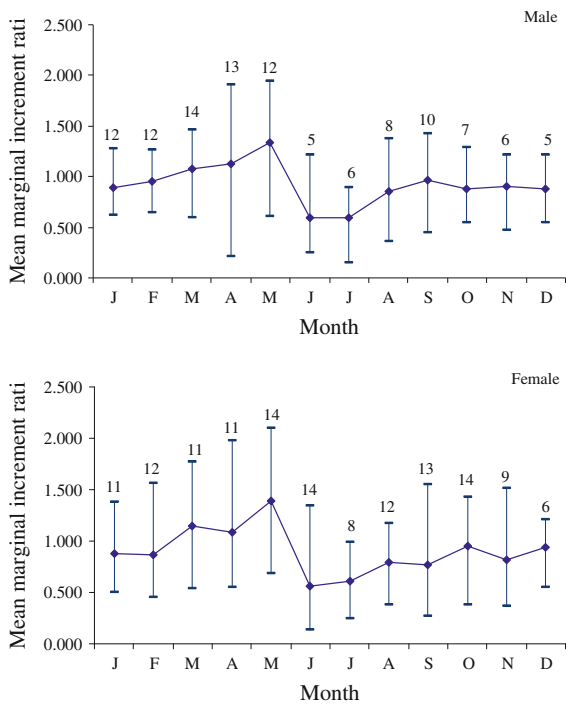 Male
Mean marginal increment rati
2.500
2.000
1.500
1.000
0.500
0.000
12 12 14 13 12 5 6 8 10 7 6 5
J F M A M J J A S O N D
Month
Female
Mean marginal increment rati
2.500
2.000
1.500
1.000
0.500
0.000
11 12 11 11 14 14 8 12 13 14 9 6
J F M A M J J A S O N D
Month